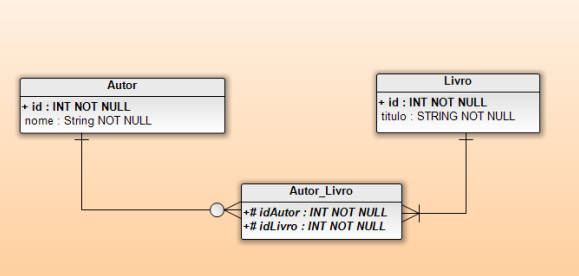 Autor
+ id : INT NOT NULL
nome : String NOT NULL
Livro
+ id : INT NOT NULL
titulo : STRING NOT NULL
Autor_Livro
+# idAutor : INT NOT NULL
+# idLivro : INT NOT NULL